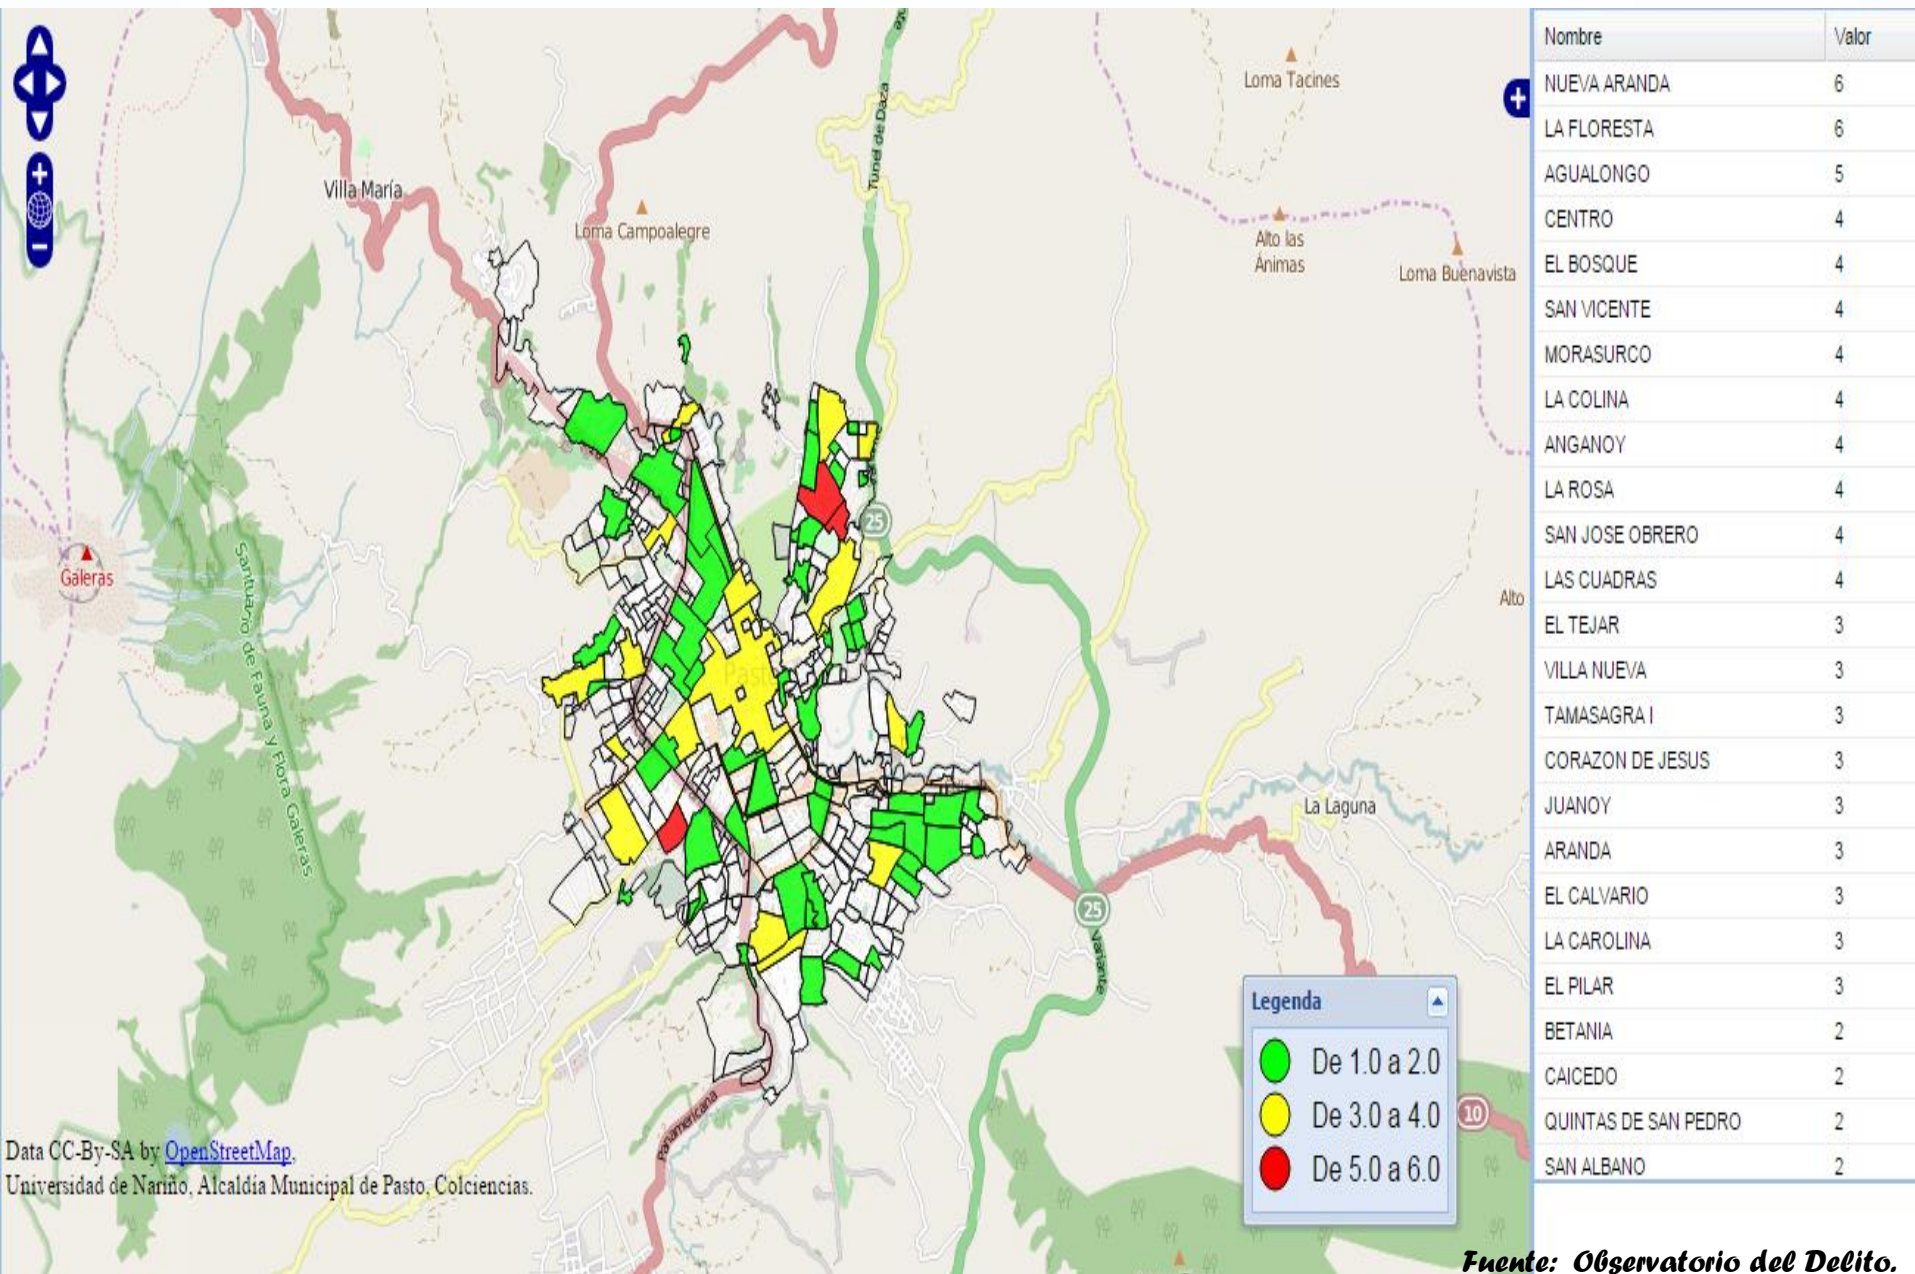 Nombre Valor
NUEVA ARANDA 6
LA FLORESTA 6
AGUALONGO 5
CENTRO 4
EL BOSQUE 4
SAN VICENTE 4
MORASURCO 4
LA COLINA 4
ANGANOY 4
LA ROSA 4
SAN JOSE OBRERO 4
LAS CUADRAS 4
EL TEJAR 3
VILLA NUEVA 3
TAMASAGRA I 3
CORAZON DE JESUS 3
JUANOY 3
ARANDA 3
EL CALVARIO 3
LA CAROLINA 3
EL PILAR 3
BETANIA 2
CAICEDO 2
QUINTAS DE SAN PEDRO 2
SAN ALBANO 2
Loma Tacines
Tunel de Daza
Villa María
Loma Campoalegre
Alto las
Ánimas
Loma Buenavista
25
Galeras
Santuario de Fauna y Flora Galeras
Alto
Pasto
La Laguna
25
Variante
Panamericana
10
Legenda
De 1.0 a 2.0
De 3.0 a 4.0
De 5.0 a 6.0
Data CC-By-SA by OpenStreetMap,
Universidad de Nariño, Alcaldía Municipal de Pasto, Colciencias.
Fuente: Observatorio del Delito.